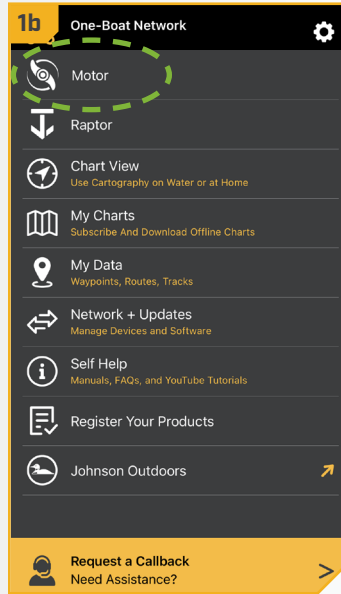 1b
One-Boat Network
Motor
Raptor
Chart View
Use Cartography on Water or at Home
My Charts
Subscribe And Download Offline Charts
My Data
Waypoints, Routes, Tracks
Network + Updates
Manage Devices and Software
Self Help
Manuals, FAQs, and YouTube Tutorials
Register Your Products
Johnson Outdoors
Request a Callback
Need Assistance?